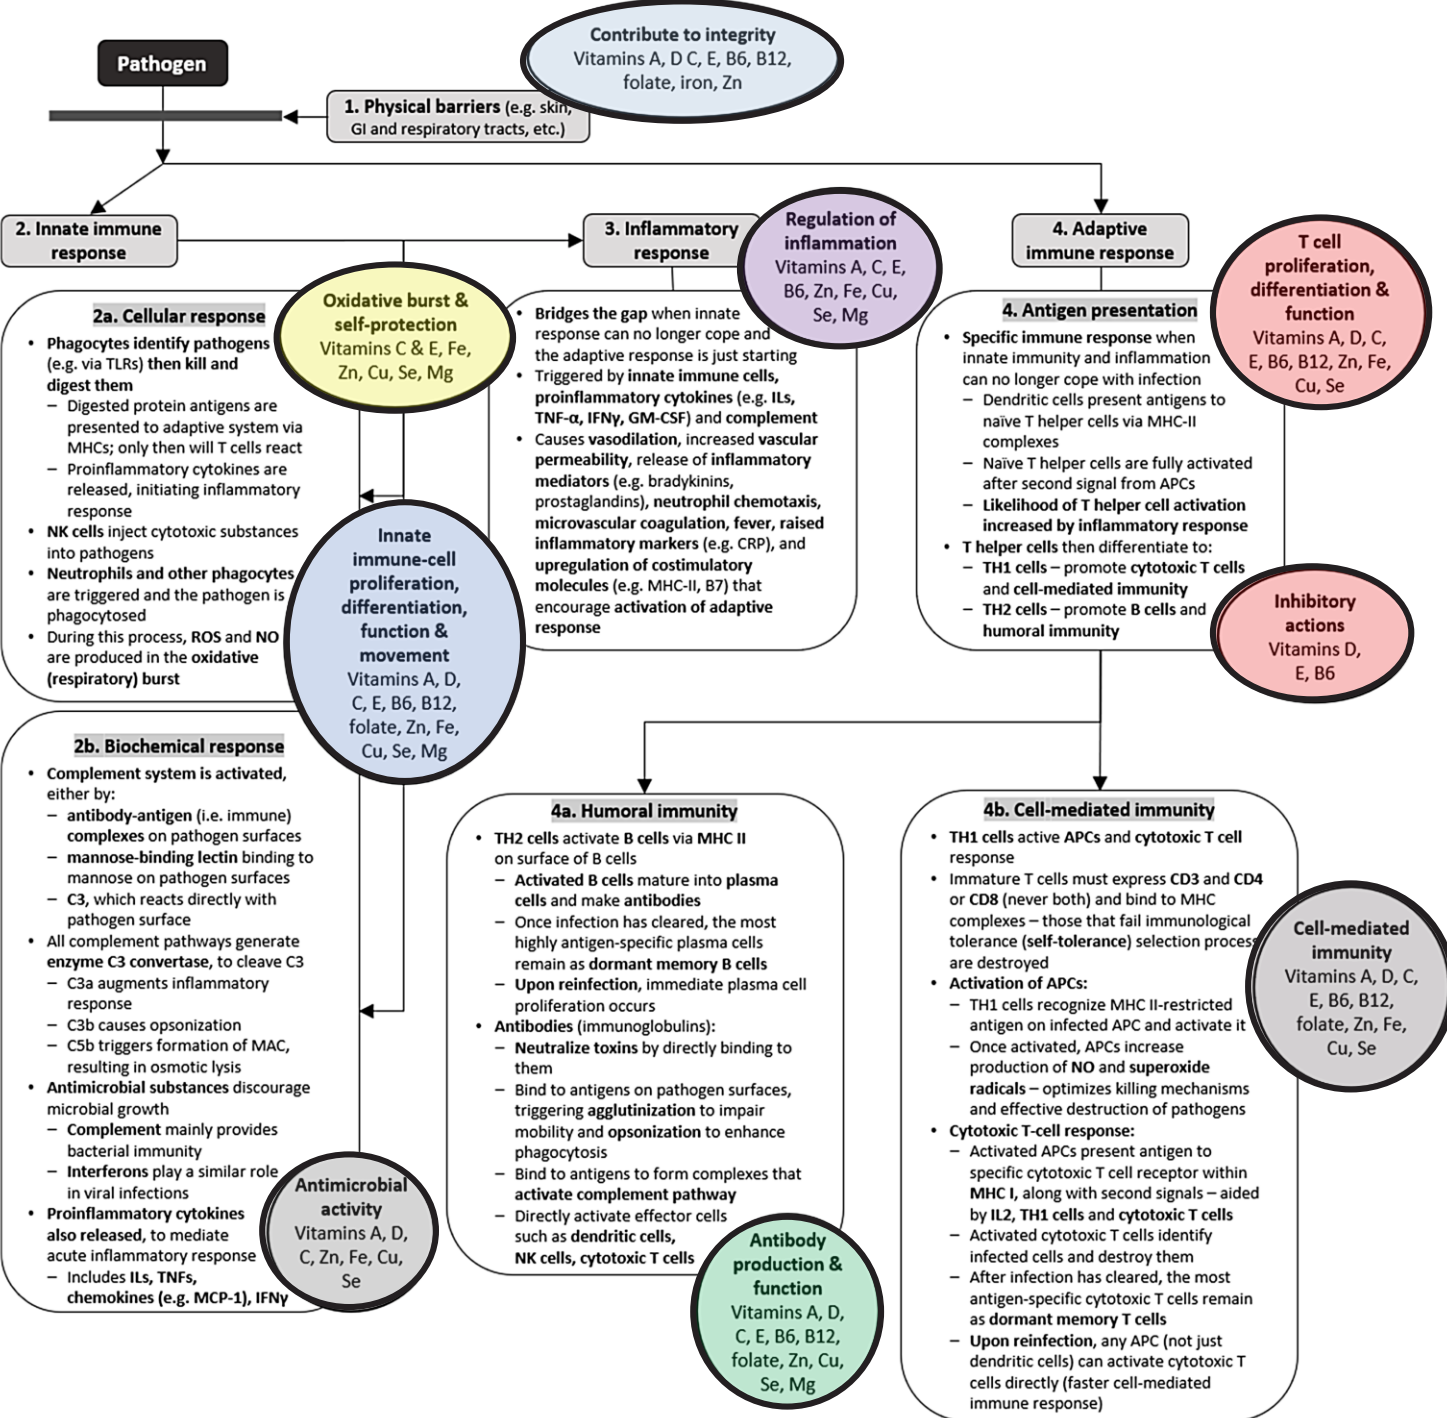 Contribute to integrity
Vitamins A, D C, E, B6, B12,
folate, iron, Zn
Pathogen
1. Physical barriers (e.g. skin,
GI and respiratory tracts, etc.)
2. Innate immune
response
3. Inflammatory
response
Regulation of
inflammation
Vitamins A, C, E,
B6, Zn, Fe, Cu,
Se, Mg
4. Adaptive
immune response
T cell
proliferation,
differentiation &
function
Vitamins A, D, C,
E, B6, B12, Zn, Fe,
Cu, Se
2a. Cellular response
• Phagocytes identify pathogens
(e.g. via TLRs) then kill and
digest them
– Digested protein antigens are
presented to adaptive system via
MHCs; only then will T cells react
– Proinflammatory cytokines are
released, initiating inflammatory
response
• NK cells inject cytotoxic substances
into pathogens
• Neutrophils and other phagocytes
are triggered and the pathogen is
phagocytosed
• During this process, ROS and NO
are produced in the oxidative
(respiratory) burst
Oxidative burst &
self-protection
Vitamins C & E, Fe,
Zn, Cu, Se, Mg
Innate
immune-cell
proliferation,
differentiation,
function &
movement
Vitamins A, D,
C, E, B6, B12,
folate, Zn, Fe,
Cu, Se, Mg
• Bridges the gap when innate
response can no longer cope and
the adaptive response is just starting
• Triggered by innate immune cells,
proinflammatory cytokines (e.g. ILs,
TNF-α, IFNγ, GM-CSF) and complement
• Causes vasodilation, increased vascular
permeability, release of inflammatory
mediators (e.g. bradykinins,
prostaglandins), neutrophil chemotaxis,
microvascular coagulation, fever, raised
inflammatory markers (e.g. CRP), and
upregulation of costimulatory
molecules (e.g. MHC-II, B7) that
encourage activation of adaptive
response
4. Antigen presentation
• Specific immune response when
innate immunity and inflammation
can no longer cope with infection
– Dendritic cells present antigens to
naïve T helper cells via MHC-II
complexes
– Naïve T helper cells are fully activated
after second signal from APCs
– Likelihood of T helper cell activation
increased by inflammatory response
• T helper cells then differentiate to:
– TH1 cells – promote cytotoxic T cells
and cell-mediated immunity
– TH2 cells – promote B cells and
humoral immunity
Inhibitory
actions
Vitamins D,
E, B6
2b. Biochemical response
• Complement system is activated,
either by:
– antibody-antigen (i.e. immune)
complexes on pathogen surfaces
– mannose-binding lectin binding to
mannose on pathogen surfaces
– C3, which reacts directly with
pathogen surface
• All complement pathways generate
enzyme C3 convertase, to cleave C3
– C3a augments inflammatory
response
– C3b causes opsonization
– C5b triggers formation of MAC,
resulting in osmotic lysis
• Antimicrobial substances discourage
microbial growth
– Complement mainly provides
bacterial immunity
– Interferons play a similar role
in viral infections
• Proinflammatory cytokines
also released, to mediate
acute inflammatory response
– Includes ILs, TNFs,
chemokines (e.g. MCP-1), IFNγ
Antimicrobial
activity
Vitamins A, D,
C, Zn, Fe, Cu,
Se
4a. Humoral immunity
• TH2 cells activate B cells via MHC II
on surface of B cells
– Activated B cells mature into plasma
cells and make antibodies
– Once infection has cleared, the most
highly antigen-specific plasma cells
remain as dormant memory B cells
– Upon reinfection, immediate plasma cell
proliferation occurs
• Antibodies (immunoglobulins):
– Neutralize toxins by directly binding to
them
– Bind to antigens on pathogen surfaces,
triggering agglutinization to impair
mobility and opsonization to enhance
phagocytosis
– Bind to antigens to form complexes that
activate complement pathway
– Directly activate effector cells
such as dendritic cells,
NK cells, cytotoxic T cells
Antibody
production &
function
Vitamins A, D,
C, E, B6, B12,
folate, Zn, Cu,
Se, Mg
4b. Cell-mediated immunity
• TH1 cells active APCs and cytotoxic T cell
response
• Immature T cells must express CD3 and CD4
or CD8 (never both) and bind to MHC
complexes – those that fail immunological
tolerance (self-tolerance) selection process
are destroyed
• Activation of APCs:
– TH1 cells recognize MHC II-restricted
antigen on infected APC and activate it
– Once activated, APCs increase
production of NO and superoxide
radicals – optimizes killing mechanisms
and effective destruction of pathogens
• Cytotoxic T-cell response:
– Activated APCs present antigen to
specific cytotoxic T cell receptor within
MHC I, along with second signals – aided
by IL2, TH1 cells and cytotoxic T cells
– Activated cytotoxic T cells identify
infected cells and destroy them
– After infection has cleared, the most
antigen-specific cytotoxic T cells remain
as dormant memory T cells
– Upon reinfection, any APC (not just
dendritic cells) can activate cytotoxic T
cells directly (faster cell-mediated
immune response)
Cell-mediated
immunity
Vitamins A, D, C,
E, B6, B12,
folate, Zn, Fe,
Cu, Se